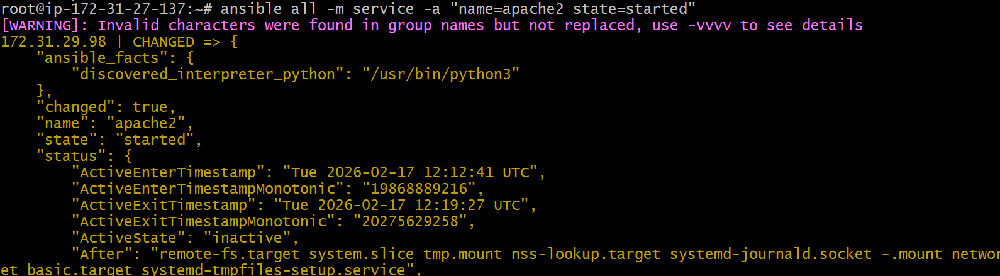 root@ip-172-31-27-137:~# ansible all -m service -a "name=apache2 state=started"
[WARNING]: Invalid characters were found in group names but not replaced, use -vvvv to see details
172.31.29.98 | CHANGED => {
    "ansible_facts": {
        "discovered_interpreter_python": "/usr/bin/python3"
    },
    "changed": true,
    "name": "apache2",
    "state": "started",
    "status": {
        "ActiveEnterTimestamp": "Tue 2026-02-17 12:12:41 UTC",
        "ActiveEnterTimestampMonotonic": "19868889216",
        "ActiveExitTimestamp": "Tue 2026-02-17 12:19:27 UTC",
        "ActiveExitTimestampMonotonic": "20275629258",
        "ActiveState": "inactive",
        "After": "remote-fs.target system.slice tmp.mount nss-lookup.target systemd-journald.socket -.mount networ
et basic.target systemd-tmpfiles-setup.service",